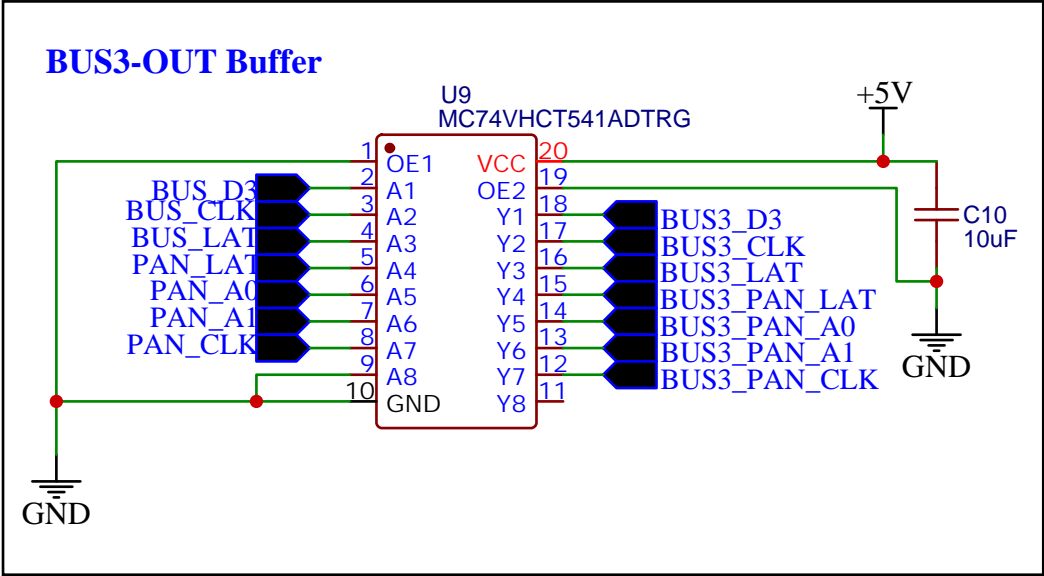 BUS3-OUT Buffer
U9
MC74VHCT541ADTRG
+5V
1
OE1
VCC
20
BUS_D3
2
A1
OE2
19
BUS_CLK
3
A2
Y1
18
BUS3_D3
BUS_LAT
4
A3
Y2
17
BUS3_CLK
PAN_LAT
5
A4
Y3
16
BUS3_LAT
PAN_A0
6
A5
Y4
15
BUS3_PAN_LAT
PAN_A1
7
A6
Y5
14
BUS3_PAN_A0
PAN_CLK
8
A7
Y6
13
BUS3_PAN_A1
9
A8
Y7
12
BUS3_PAN_CLK
10
GND
Y8
11
C10
10uF
GND
GND